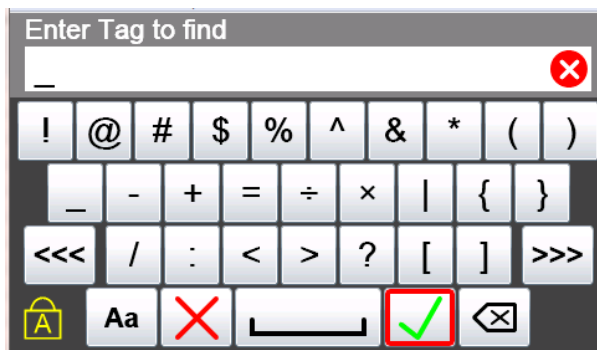 Enter Tag to find
_
! @ # $ % ^ & * ( )
_ - + = ÷ × | { }
<<< / : < > ? [ ] >>>
A Aa